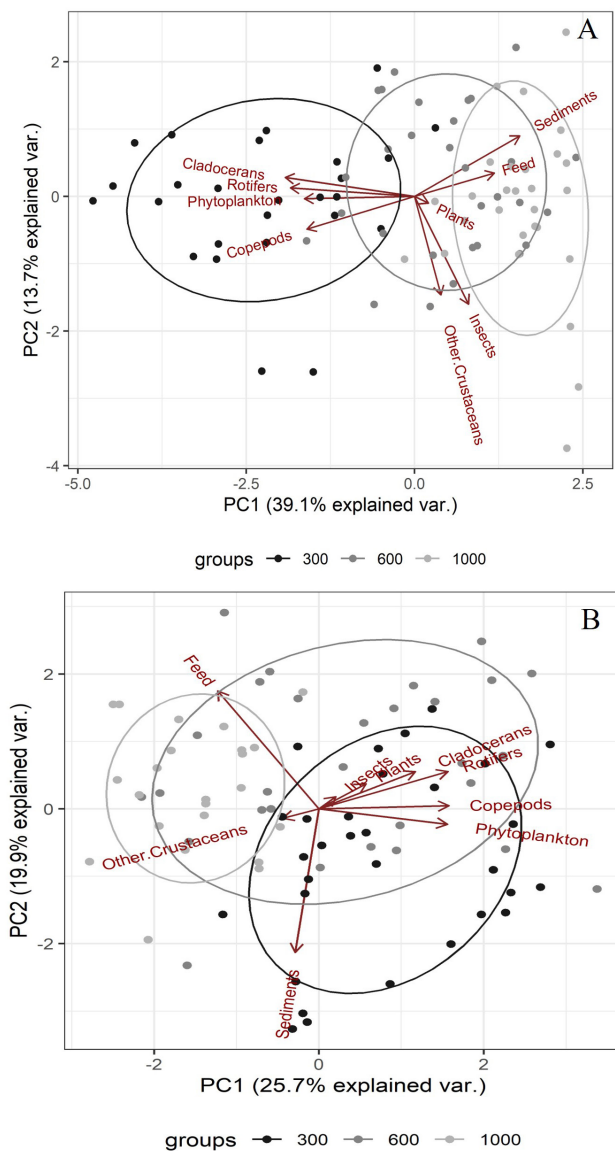 A
2
0
-2
-4
PC2 (13.7% explained var.)
Sediments
Feed
Cladocerans
Rotifers
Phytoplankton
Plants
Copepods
Insects
Other.Crustaceans
-5.0 -2.5 0.0 2.5
PC1 (39.1% explained var.)
groups 300 600 1000
B
2
0
-2
PC2 (19.9% explained var.)
Feed
Cladocerans
Rotifers
Insects
Plants
Copepods
Phytoplankton
Other.Crustaceans
Sediments
-2 0 2
PC1 (25.7% explained var.)
groups 300 600 1000